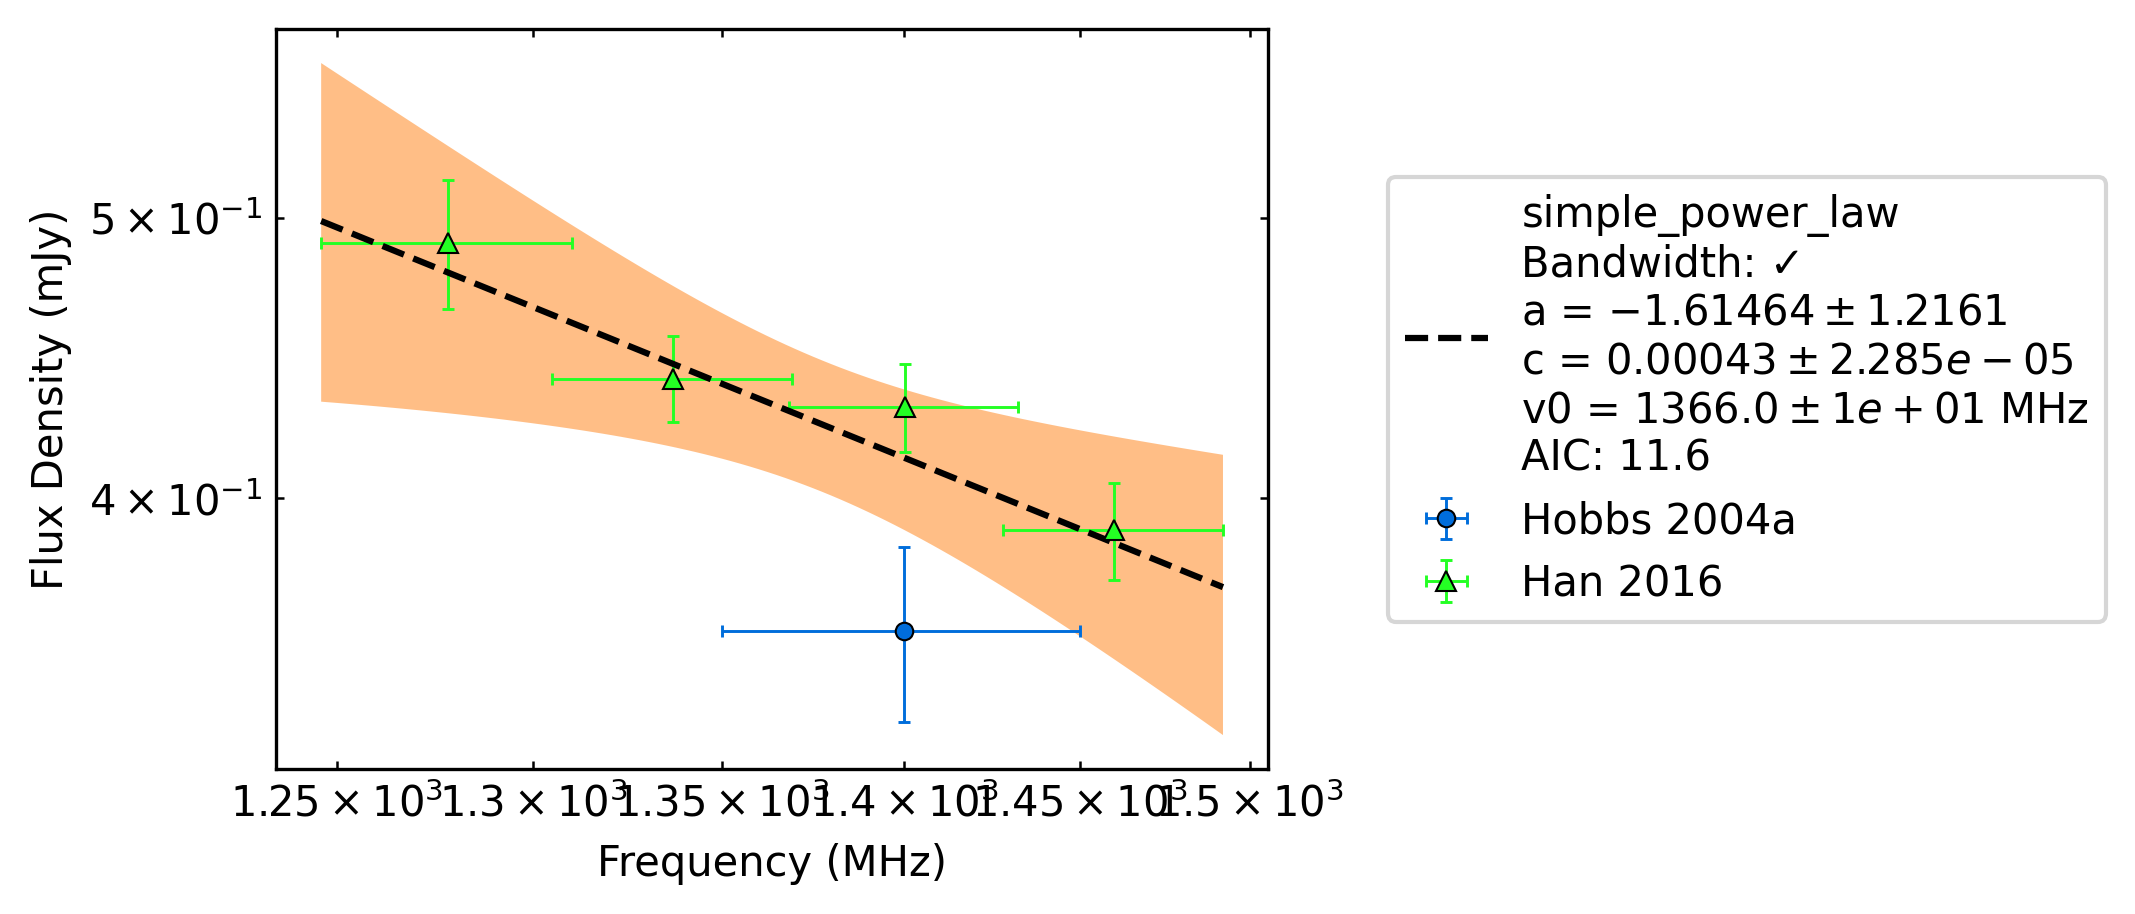 Flux Density (mJy)
5 × 10⁻¹
4 × 10⁻¹
1.25 × 10³
1.3 × 10³
1.35 × 10³
1.4 × 10³
1.45 × 10³
1.5 × 10³
Frequency (MHz)
simple_power_law
Bandwidth: ✓
a = −1.61464 ± 1.2161
c = 0.00043 ± 2.285e − 05
v0 = 1366.0 ± 1e + 01 MHz
AIC: 11.6
Hobbs 2004a
Han 2016